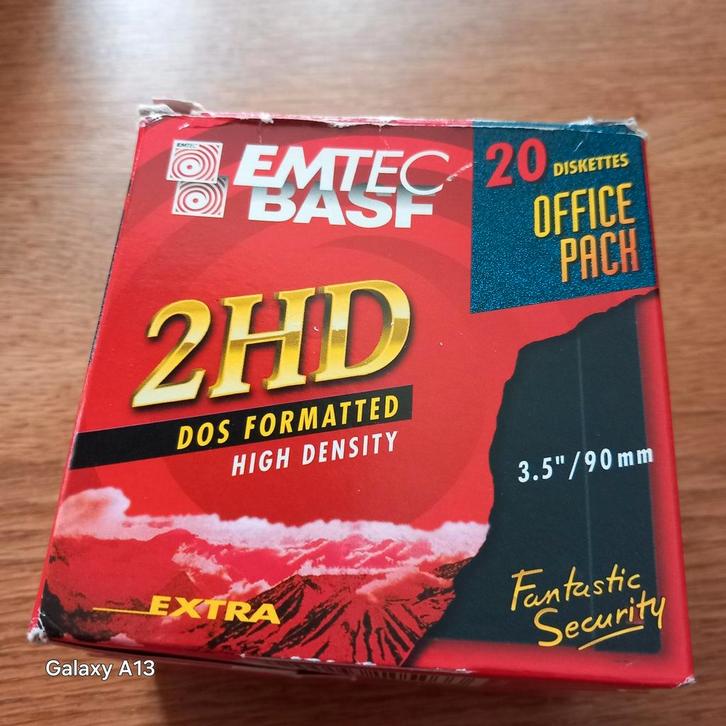 EMTEC
EMTEC
BASF
20 DISKETTES
OFFICE
PACK
2HD
DOS FORMATTED
HIGH DENSITY
3.5"/90mm
EXTRA
Fantastic
Security
Galaxy A13